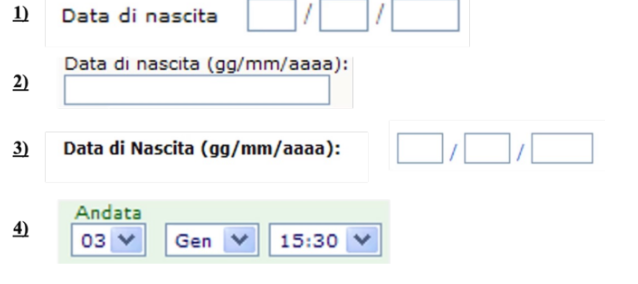 1) Data di nascita / /
2) Data di nascita (gg/mm/aaaa):
3) Data di Nascita (gg/mm/aaaa): / /
Andata
4) 03 Gen 15:30